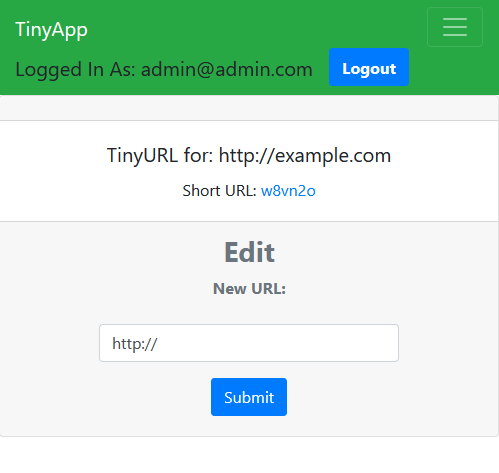 TinyApp
Logged In As: admin@admin.com Logout
TinyURL for: http://example.com
Short URL: w8vn2o
Edit
New URL:
http://
Submit